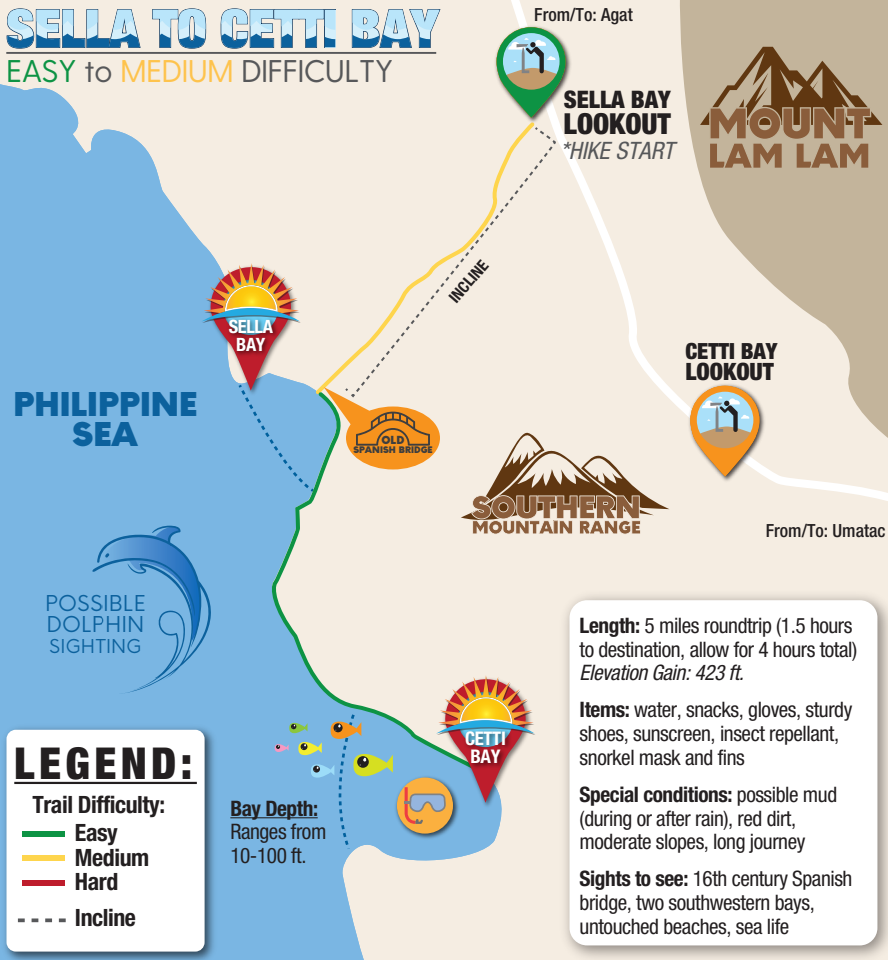 SELLA TO CETTI BAY
EASY to MEDIUM DIFFICULTY
From/To: Agat
SELLA BAY
LOOKOUT
*HIKE START
MOUNT
LAM LAM
INCLINE
SELLA
BAY
CETTI BAY
LOOKOUT
PHILIPPINE
SEA
OLD
SPANISH BRIDGE
SOUTHERN
MOUNTAIN RANGE
From/To: Umatac
POSSIBLE
DOLPHIN
SIGHTING
CETTI
BAY
Bay Depth:
Ranges from
10-100 ft.
LEGEND:
Trail Difficulty:
Easy
Medium
Hard
Incline
Length: 5 miles roundtrip (1.5 hours
to destination, allow for 4 hours total)
Elevation Gain: 423 ft.
Items: water, snacks, gloves, sturdy
shoes, sunscreen, insect repellant,
snorkel mask and fins
Special conditions: possible mud
(during or after rain), red dirt,
moderate slopes, long journey
Sights to see: 16th century Spanish
bridge, two southwestern bays,
untouched beaches, sea life